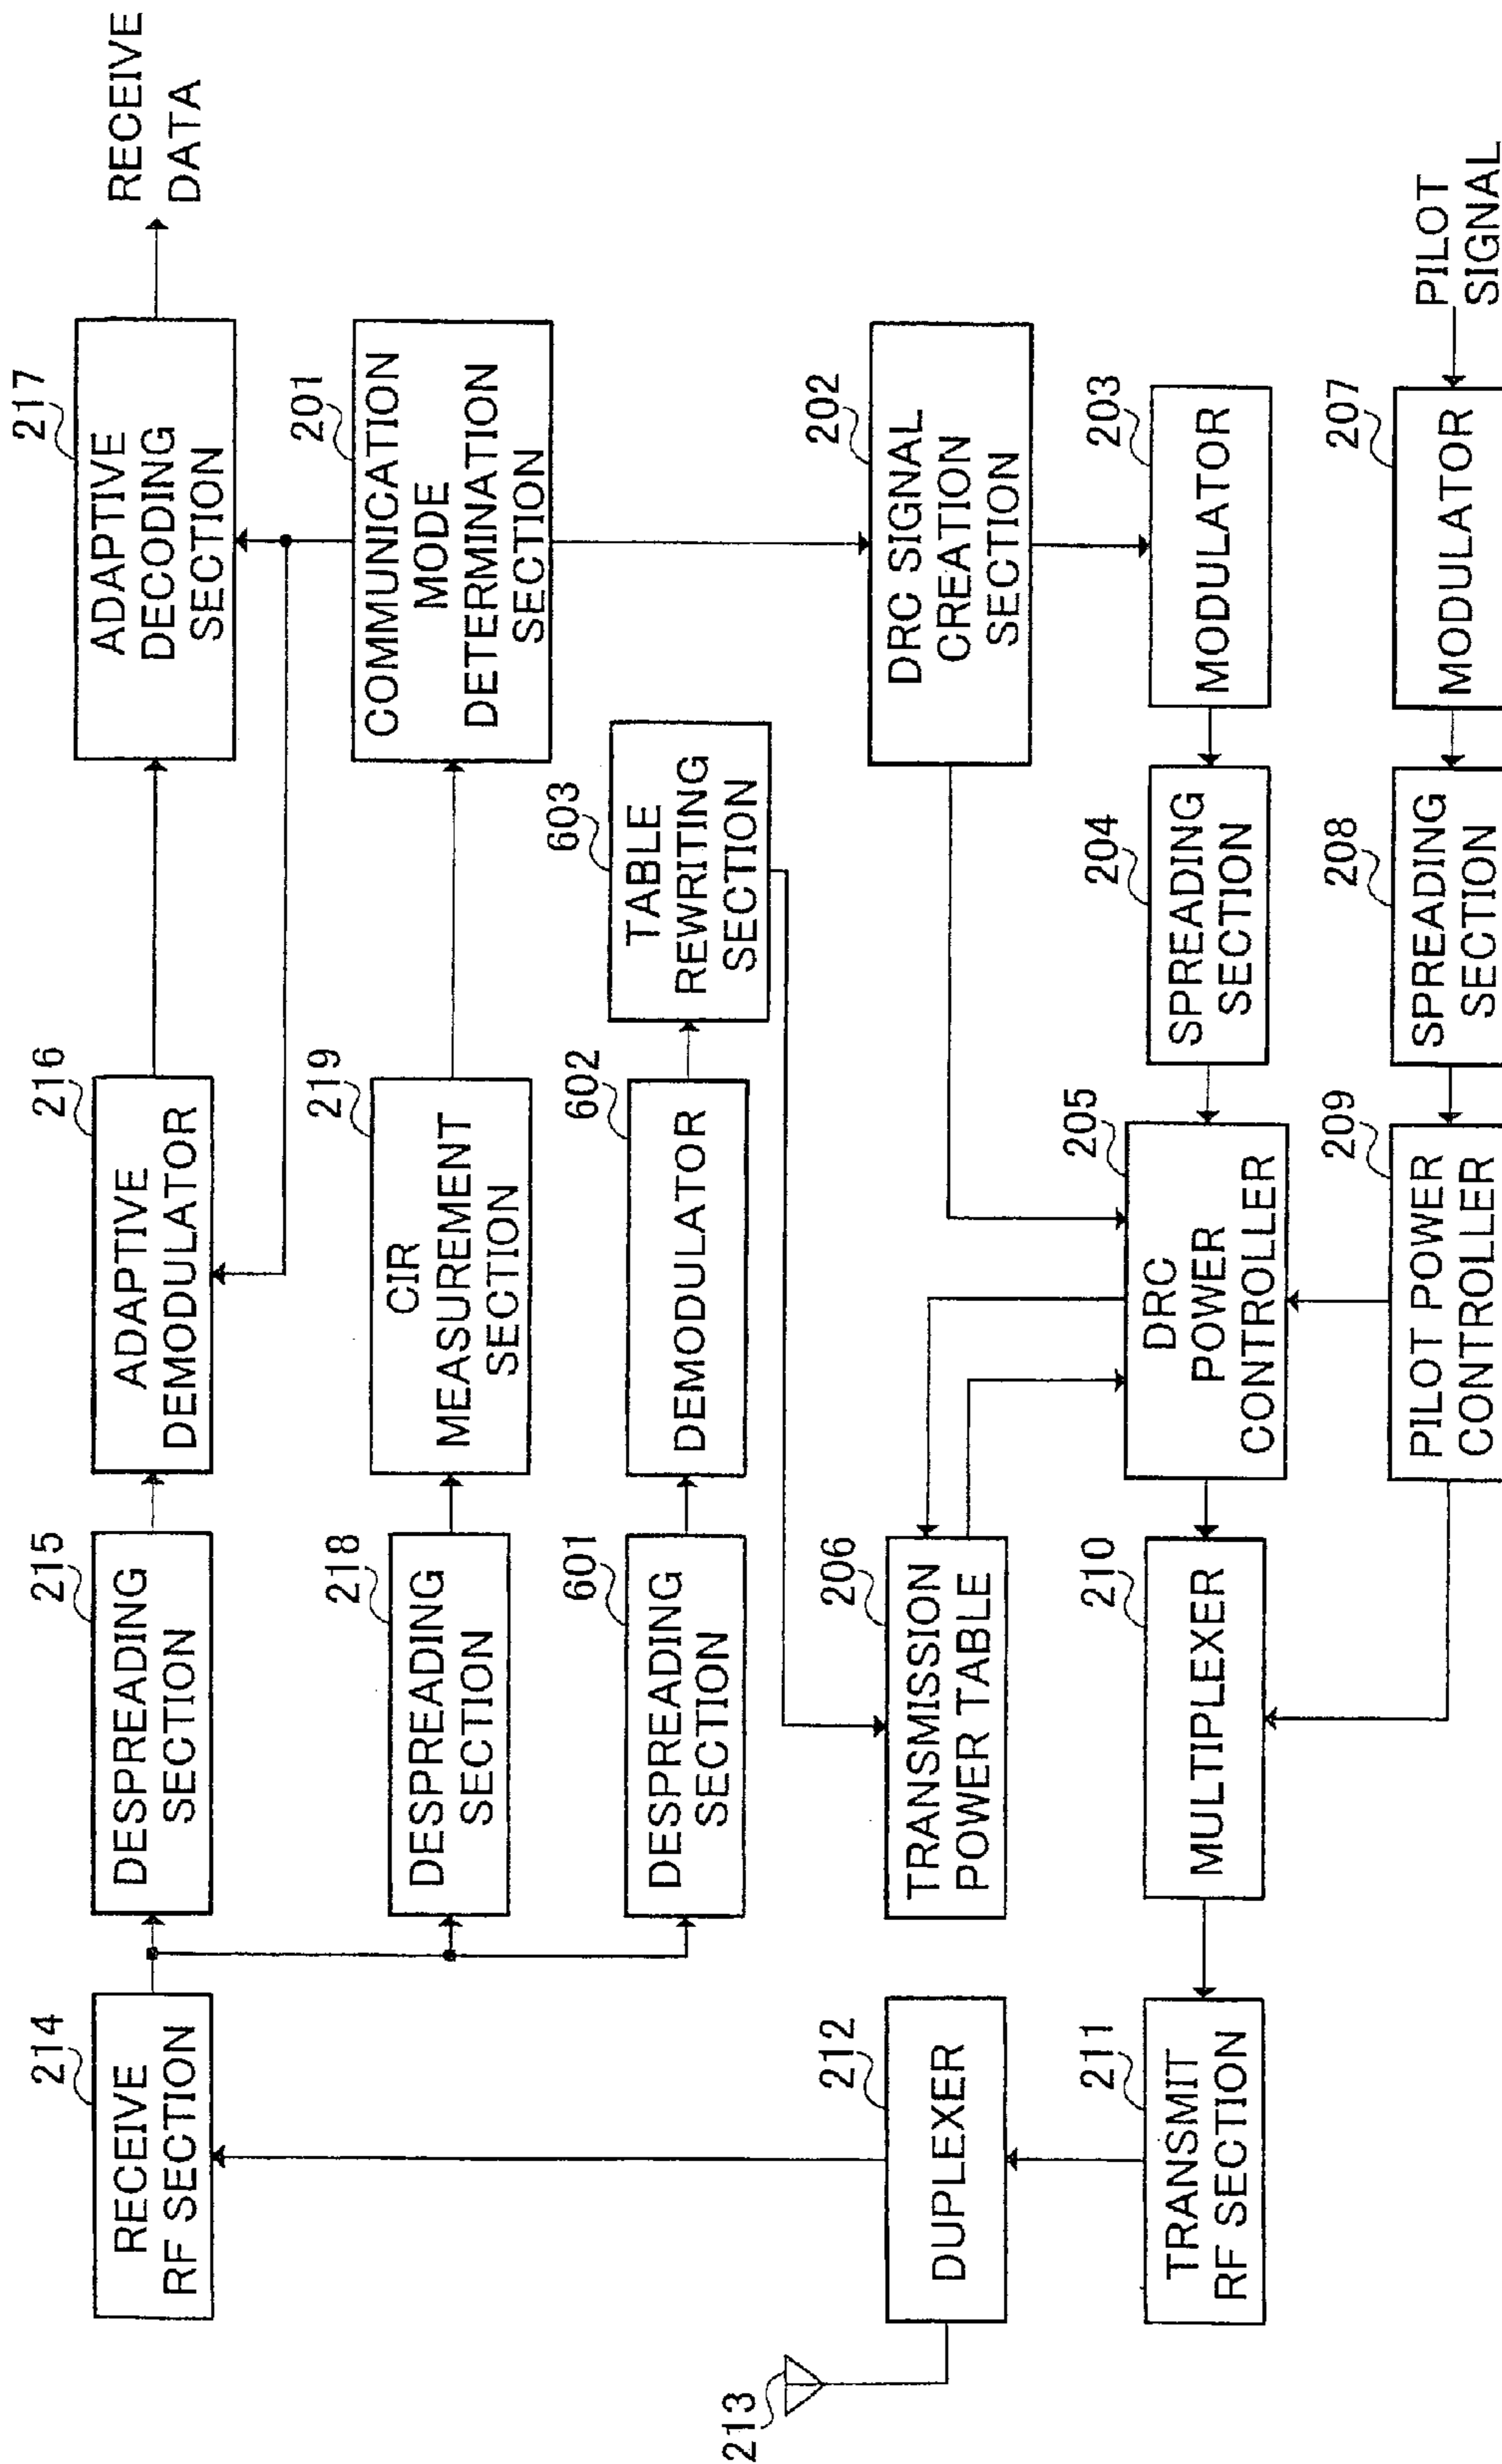 214
RECEIVE
RF SECTION
215
DESPREADING
SECTION
216
ADAPTIVE
DEMODULATOR
217
ADAPTIVE
DECODING
SECTION
RECEIVE
DATA
218
DESPREADING
SECTION
219
CIR
MEASUREMENT
SECTION
201
COMMUNICATION
MODE
DETERMINATION
SECTION
601
DESPREADING
SECTION
602
DEMODULATOR
603
TABLE
REWRITING
SECTION
213
212
DUPLEXER
206
TRANSMISSION
POWER TABLE
202
DRC SIGNAL
CREATION
SECTION
211
TRANSMIT
RF SECTION
210
MULTIPLEXER
205
DRC
POWER
CONTROLLER
204
SPREADING
SECTION
203
MODULATOR
209
PILOT POWER
CONTROLLER
208
SPREADING
SECTION
207
MODULATOR
PILOT
SIGNAL